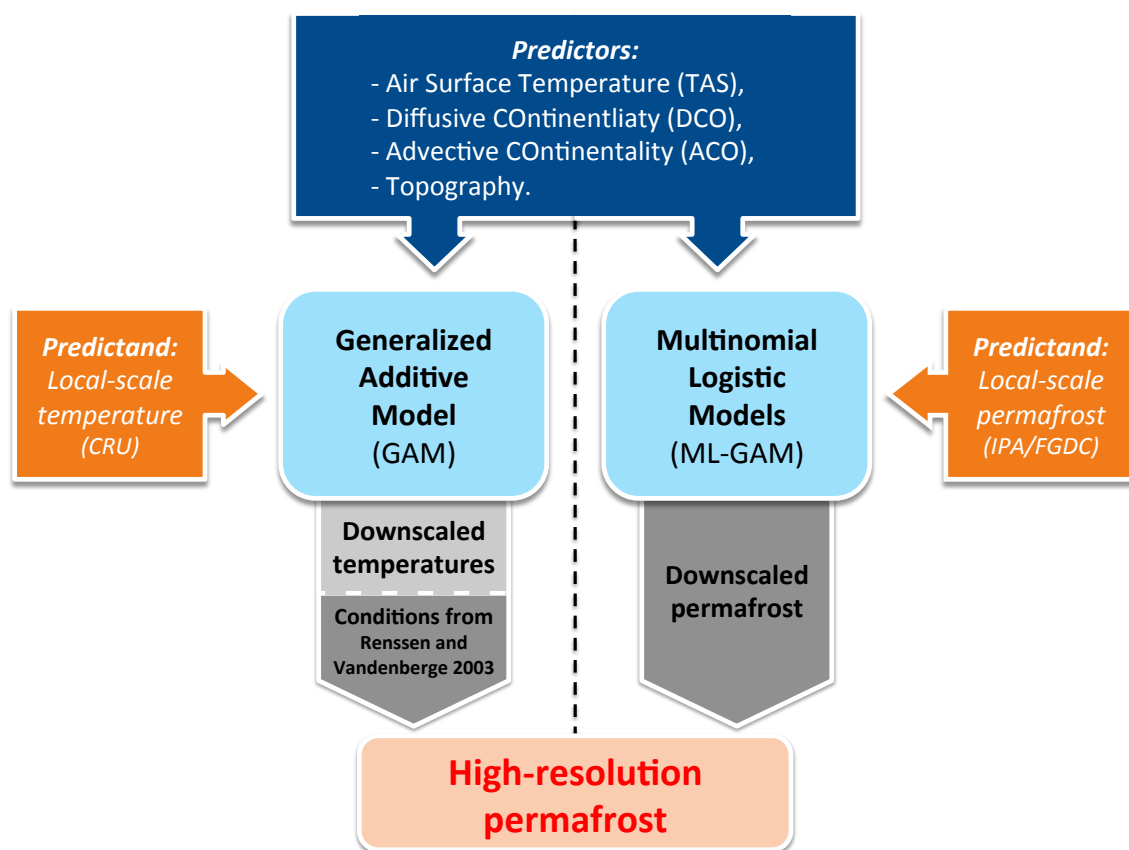 Predictors:
- Air Surface Temperature (TAS),
- Diffusive COntinentliaty (DCO),
- Advective COntinentality (ACO),
- Topography.
Predictand:
Local-scale
temperature
(CRU)
Generalized
Additive
Model
(GAM)
Multinomial
Logistic
Models
(ML-GAM)
Predictand:
Local-scale
permafrost
(IPA/FGDC)
Downscaled
temperatures
Conditions from
Renssen and
Vandenberge 2003
Downscaled
permafrost
High-resolution
permafrost